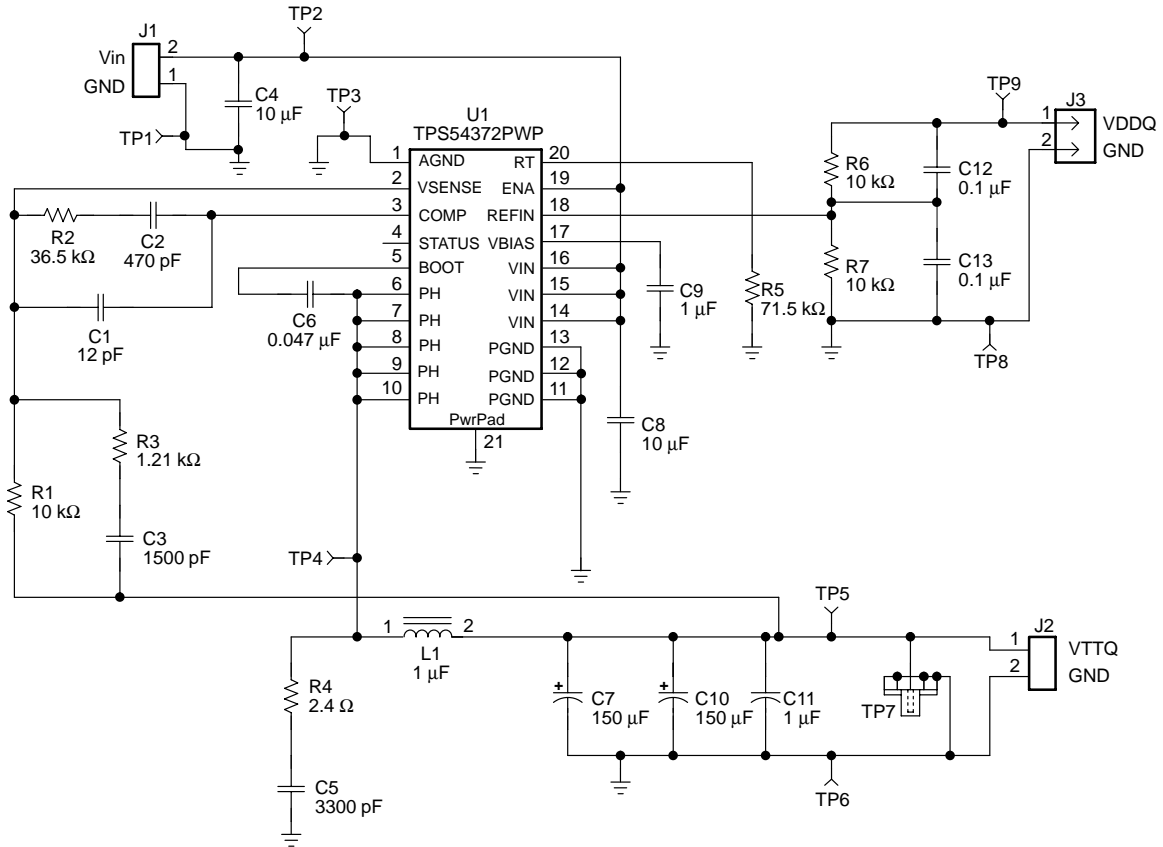 TP2
J1
Vin
2
GND
1
C4
10 μF
TP1
TP3
U1
TPS54372PWP
1 AGND RT 20
2 VSENSE ENA 19
3 COMP REFIN 18
4 STATUS VBIAS 17
5 BOOT VIN 16
6 PH VIN 15
7 PH VIN 14
8 PH PGND 13
9 PH PGND 12
10 PH PGND 11
PwrPad
21
R2
36.5 kΩ
C2
470 pF
C1
12 pF
C6
0.047 μF
C9
1 μF
R5
71.5 kΩ
C8
10 μF
TP9
J3
1 VDDQ
2 GND
R6
10 kΩ
C12
0.1 μF
R7
10 kΩ
C13
0.1 μF
TP8
R3
1.21 kΩ
R1
10 kΩ
C3
1500 pF
TP4
1 2
L1
1 μF
R4
2.4 Ω
C5
3300 pF
+
C7
150 μF
+
C10
150 μF
C11
1 μF
TP5
TP7
TP6
J2
1 VTTQ
2 GND